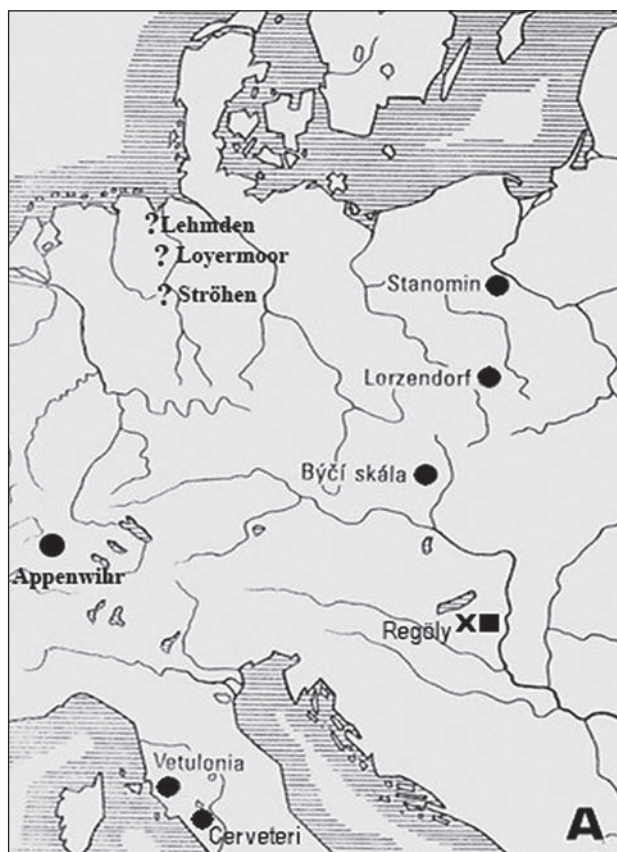 ? Lehmden
? Loyermoor
? Ströhen
Stanomin
Lorzendorf
Býčí skála
Appenwihr
Regöly
Vetulonia
Cerveteri
A